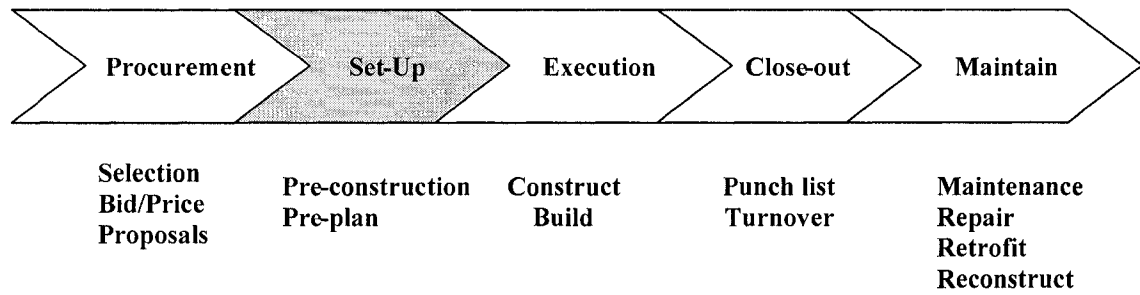 Procurement
Set-Up
Execution
Close-out
Maintain
Selection
Bid/Price
Proposals
Pre-construction
Pre-plan
Construct
Build
Punch list
Turnover
Maintenance
Repair
Retrofit
Reconstruct